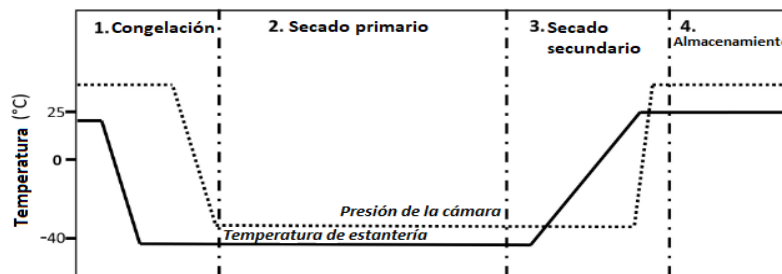 1. Congelación
2. Secado primario
3. Secado
secundario
4.
Almacenamiento
Temperatura (°C)
25
0
-40
Presión de la cámara
Temperatura de estantería